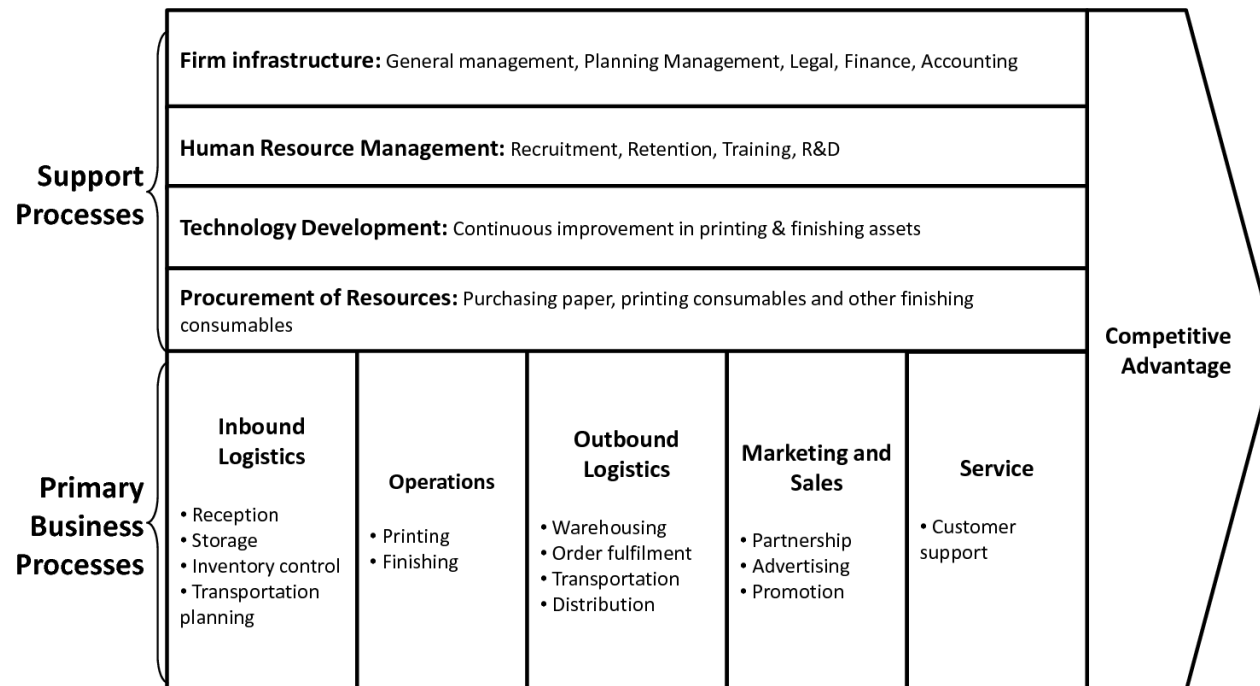 Support
Processes
Firm infrastructure: General management, Planning Management, Legal, Finance, Accounting
Human Resource Management: Recruitment, Retention, Training, R&D
Technology Development: Continuous improvement in printing & finishing assets
Procurement of Resources: Purchasing paper, printing consumables and other finishing
consumables
Competitive
Advantage
Primary
Business
Processes
Inbound
Logistics
• Reception
• Storage
• Inventory control
• Transportation
planning
Operations
• Printing
• Finishing
Outbound
Logistics
• Warehousing
• Order fulfilment
• Transportation
• Distribution
Marketing and
Sales
• Partnership
• Advertising
• Promotion
Service
• Customer
support